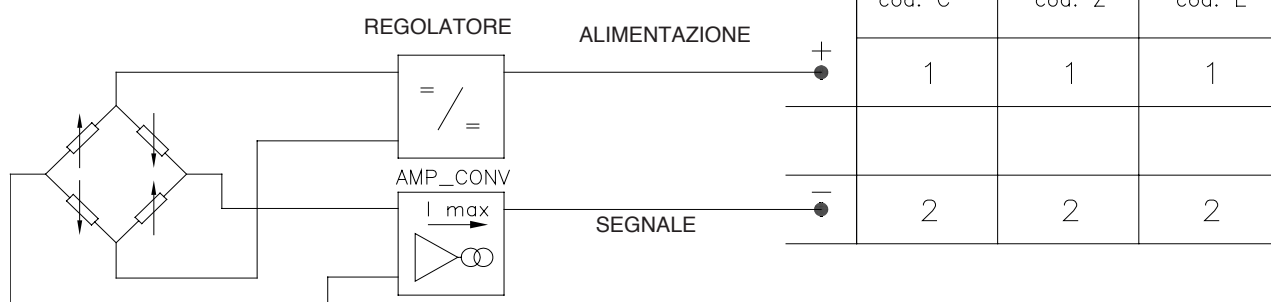 cod. C cod. Z cod. E
REGOLATORE
ALIMENTAZIONE
+ 1 1 1
= / =
AMP_CONV
I max
− 2 2 2
SEGNALE